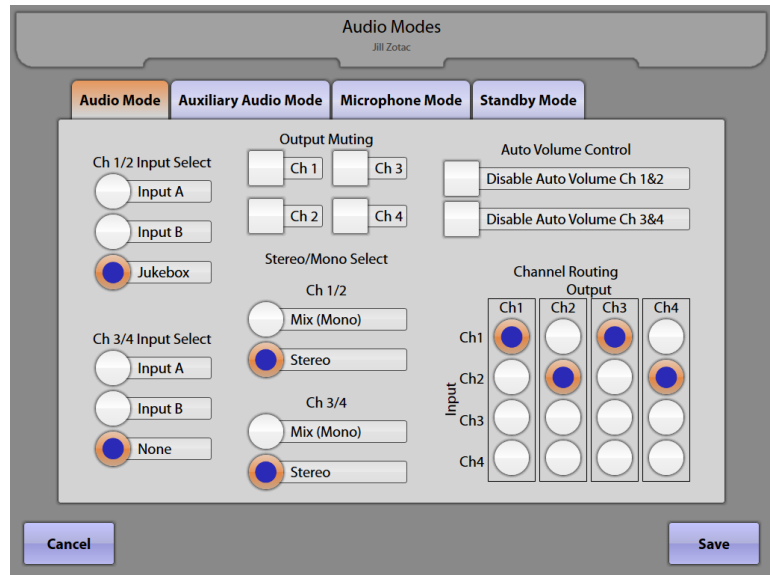 Audio Modes
Jill Zotac
Audio Mode
Auxiliary Audio Mode
Microphone Mode
Standby Mode
Ch 1/2 Input Select
Input A
Input B
Jukebox
Ch 3/4 Input Select
Input A
Input B
None
Output Muting
Ch 1
Ch 3
Ch 2
Ch 4
Stereo/Mono Select
Ch 1/2
Mix (Mono)
Stereo
Ch 3/4
Mix (Mono)
Stereo
Auto Volume Control
Disable Auto Volume Ch 1&2
Disable Auto Volume Ch 3&4
Channel Routing
Output
Ch1 Ch2 Ch3 Ch4
Input
Ch1
Ch2
Ch3
Ch4
Cancel
Save